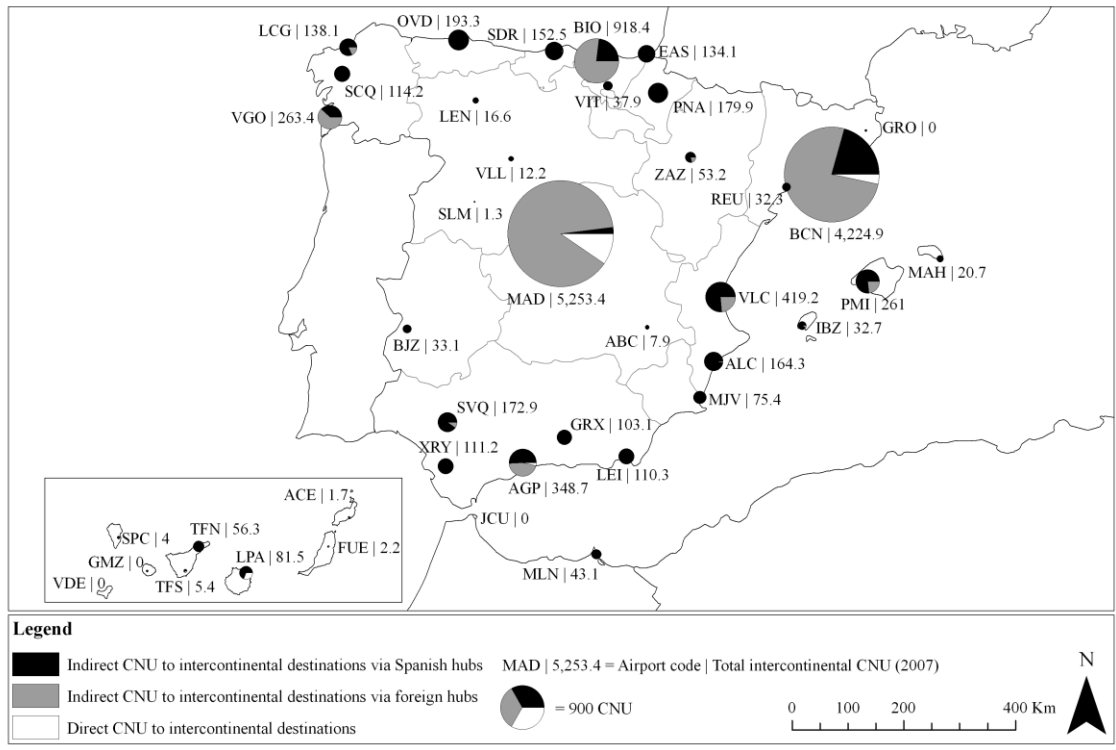 OVD | 193.3
BIO | 918.4
LCG | 138.1
SDR | 152.5
EAS | 134.1
SCQ | 114.2
VIT | 37.9
PNA | 179.9
VGO | 263.4
LEN | 16.6
GRO | 0
VLL | 12.2
ZAZ | 53.2
REU | 32.3
SLM | 1.3
BCN | 4,224.9
MAH | 20.7
MAD | 5,253.4
VLC | 419.2
PMI | 261
IBZ | 32.7
BJZ | 33.1
ABC | 7.9
ALC | 164.3
MJV | 75.4
SVQ | 172.9
GRX | 103.1
XRY | 111.2
LEI | 110.3
AGP | 348.7
ACE | 1.7
JCU | 0
SPC | 4
TFN | 56.3
FUE | 2.2
LPA | 81.5
GMZ | 0
VDE | 0
TFS | 5.4
MLN | 43.1
Legend
Indirect CNU to intercontinental destinations via Spanish hubs
MAD | 5,253.4 = Airport code | Total intercontinental CNU (2007)
N
Indirect CNU to intercontinental destinations via foreign hubs
= 900 CNU
Direct CNU to intercontinental destinations
0 100 200 400 Km